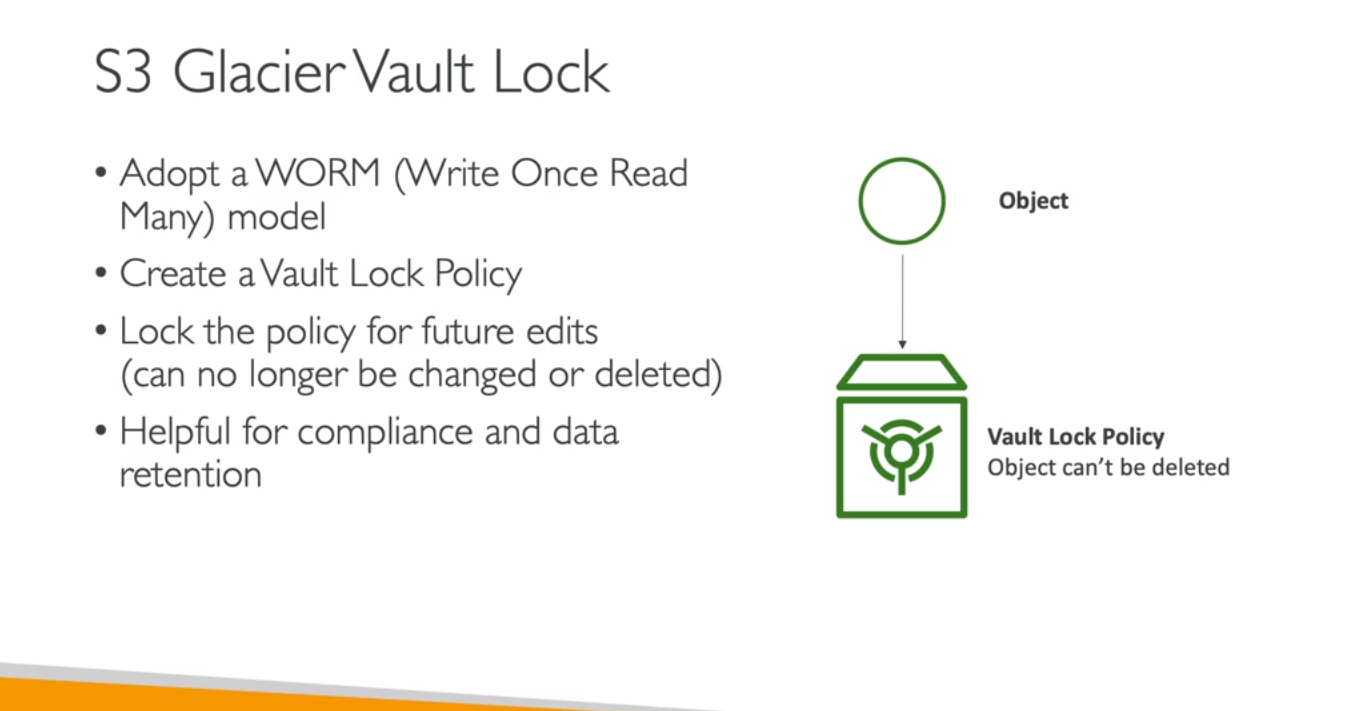 S3 Glacier Vault Lock
• Adopt a WORM (Write Once Read
Many) model
• Create a Vault Lock Policy
• Lock the policy for future edits
(can no longer be changed or deleted)
• Helpful for compliance and data
retention
Object
Vault Lock Policy
Object can't be deleted